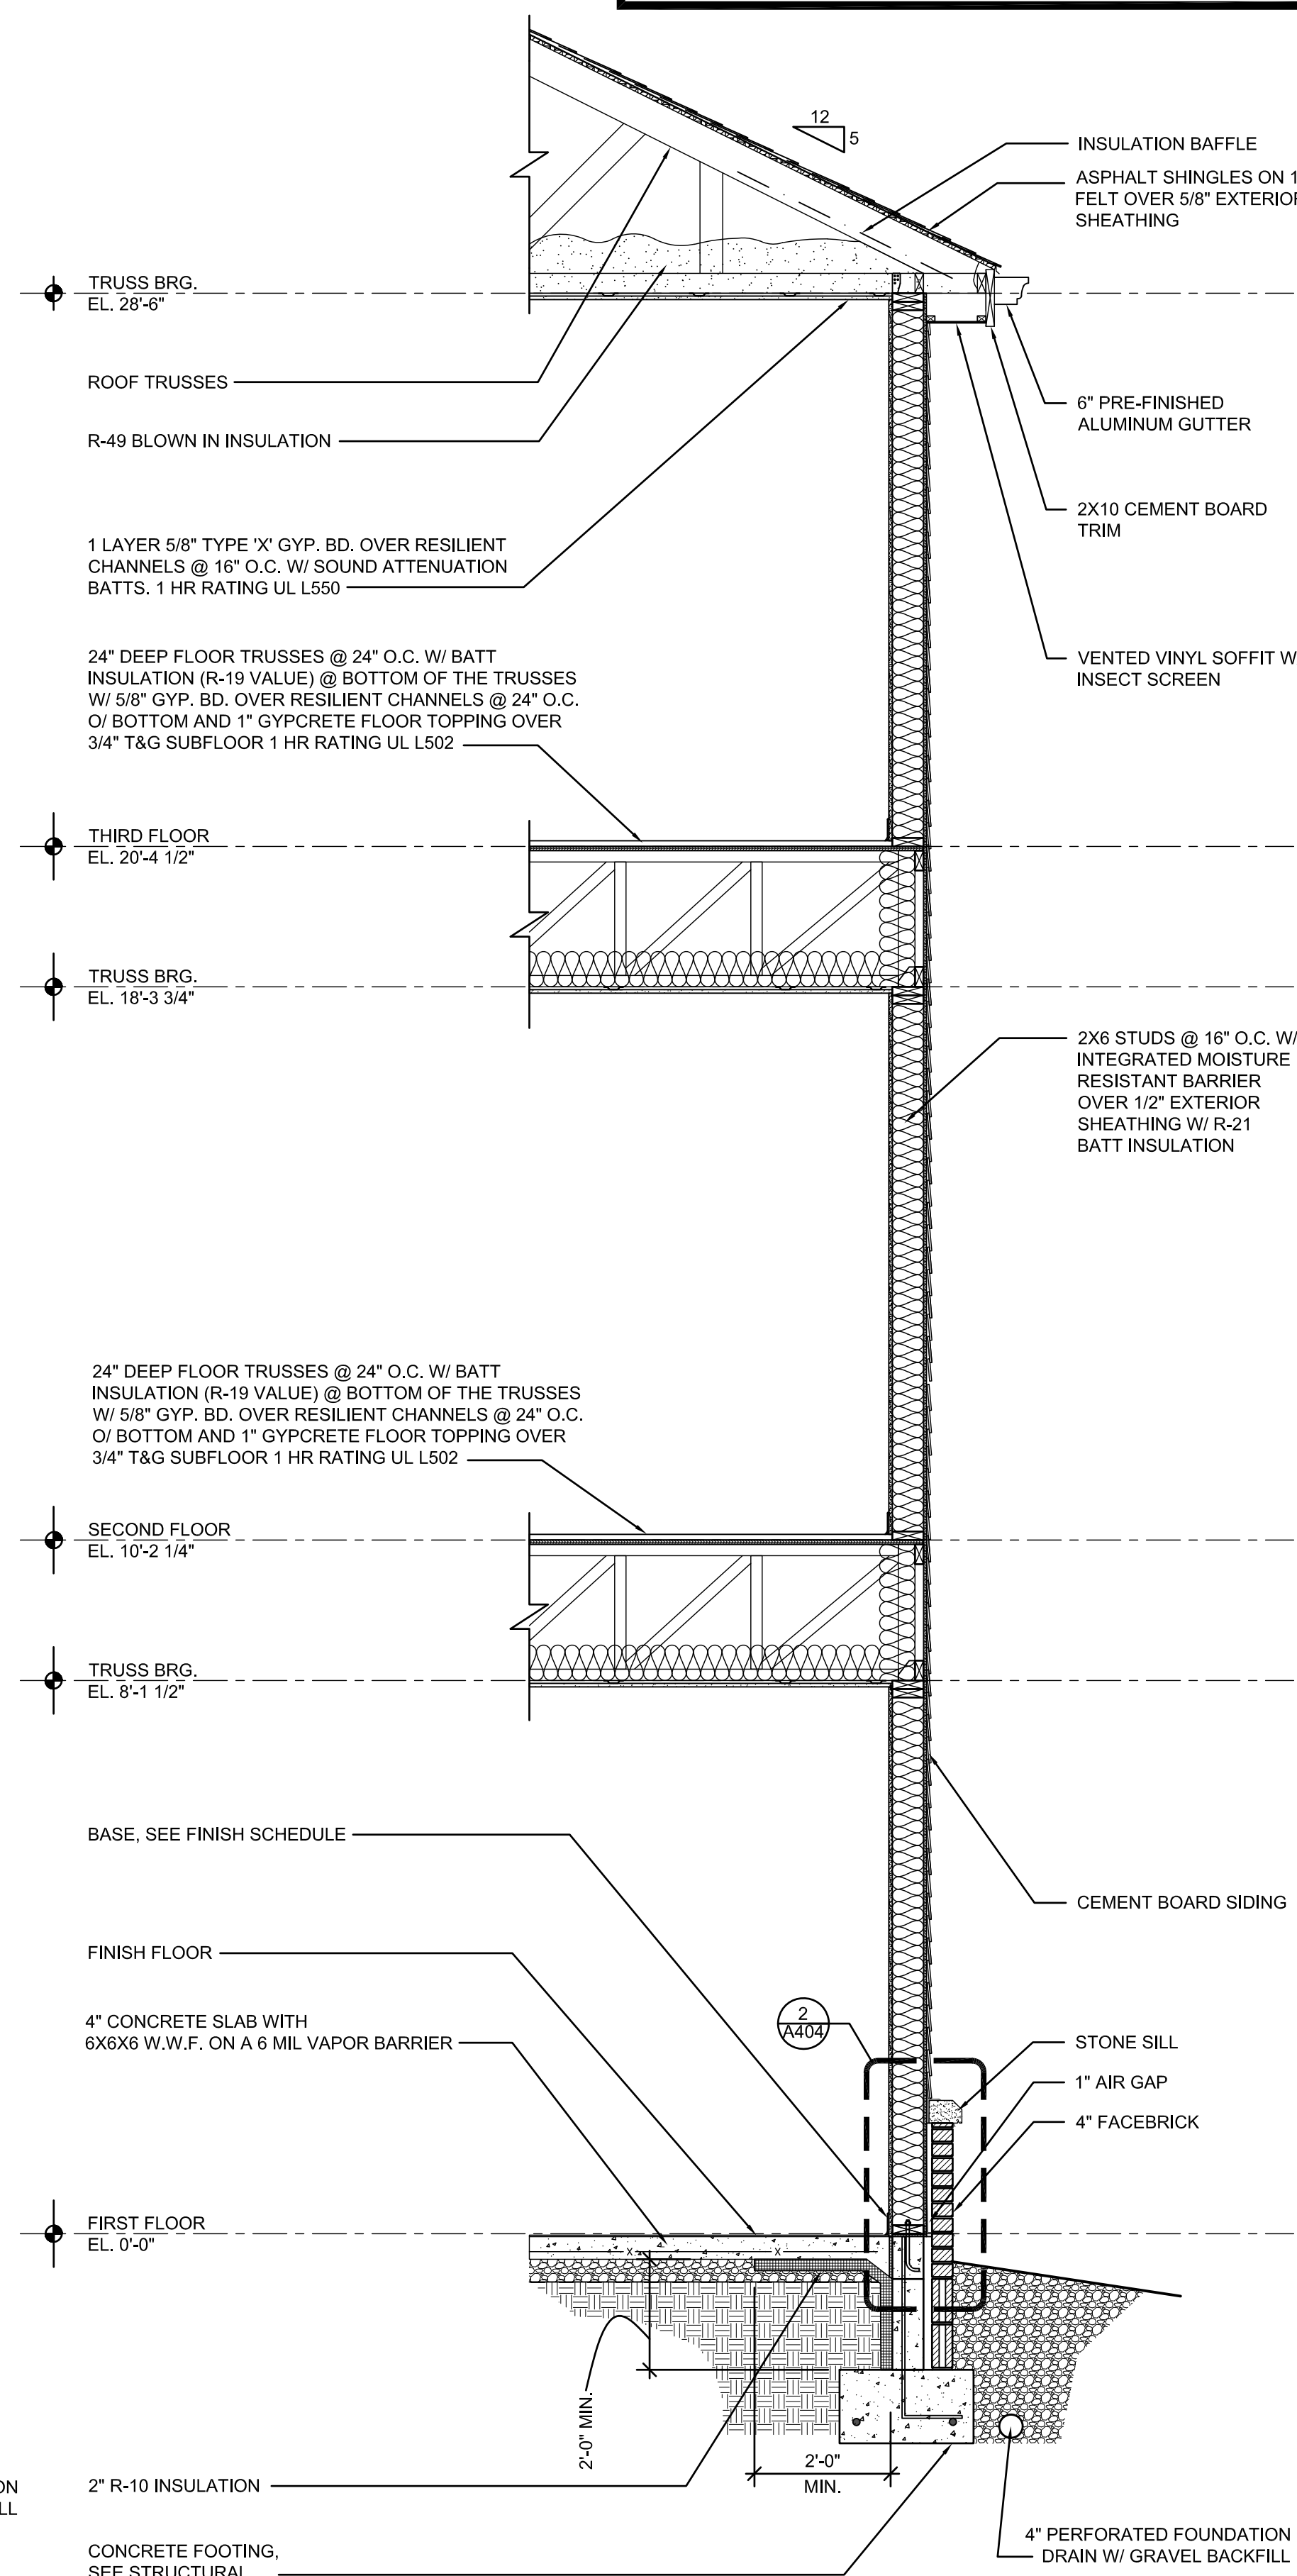 12
5
INSULATION BAFFLE
ASPHALT SHINGLES ON 1
FELT OVER 5/8" EXTERIOR
SHEATHING
TRUSS BRG.
EL. 28'-6"
ROOF TRUSSES
6" PRE-FINISHED
ALUMINUM GUTTER
R-49 BLOWN IN INSULATION
2X10 CEMENT BOARD
TRIM
1 LAYER 5/8" TYPE 'X' GYP. BD. OVER RESILIENT
CHANNELS @ 16" O.C. W/ SOUND ATTENUATION
BATTS. 1 HR RATING UL L550
VENTED VINYL SOFFIT W
INSECT SCREEN
24" DEEP FLOOR TRUSSES @ 24" O.C. W/ BATT
INSULATION (R-19 VALUE) @ BOTTOM OF THE TRUSSES
W/ 5/8" GYP. BD. OVER RESILIENT CHANNELS @ 24" O.C.
O/ BOTTOM AND 1" GYPCRETE FLOOR TOPPING OVER
3/4" T&G SUBFLOOR 1 HR RATING UL L502
THIRD FLOOR
EL. 20'-4 1/2"
TRUSS BRG.
EL. 18'-3 3/4"
2X6 STUDS @ 16" O.C. W/
INTEGRATED MOISTURE
RESISTANT BARRIER
OVER 1/2" EXTERIOR
SHEATHING W/ R-21
BATT INSULATION
24" DEEP FLOOR TRUSSES @ 24" O.C. W/ BATT
INSULATION (R-19 VALUE) @ BOTTOM OF THE TRUSSES
W/ 5/8" GYP. BD. OVER RESILIENT CHANNELS @ 24" O.C.
O/ BOTTOM AND 1" GYPCRETE FLOOR TOPPING OVER
3/4" T&G SUBFLOOR 1 HR RATING UL L502
SECOND FLOOR
EL. 10'-2 1/4"
TRUSS BRG.
EL. 8'-1 1/2"
BASE, SEE FINISH SCHEDULE
CEMENT BOARD SIDING
FINISH FLOOR
4" CONCRETE SLAB WITH
6X6X6 W.W.F. ON A 6 MIL VAPOR BARRIER
2
A404
STONE SILL
1" AIR GAP
4" FACEBRICK
FIRST FLOOR
EL. 0'-0"
X
X
2'-0" MIN.
2'-0"
MIN.
ON
LL
2" R-10 INSULATION
CONCRETE FOOTING,
SEE STRUCTURAL
4" PERFORATED FOUNDATION
DRAIN W/ GRAVEL BACKFILL